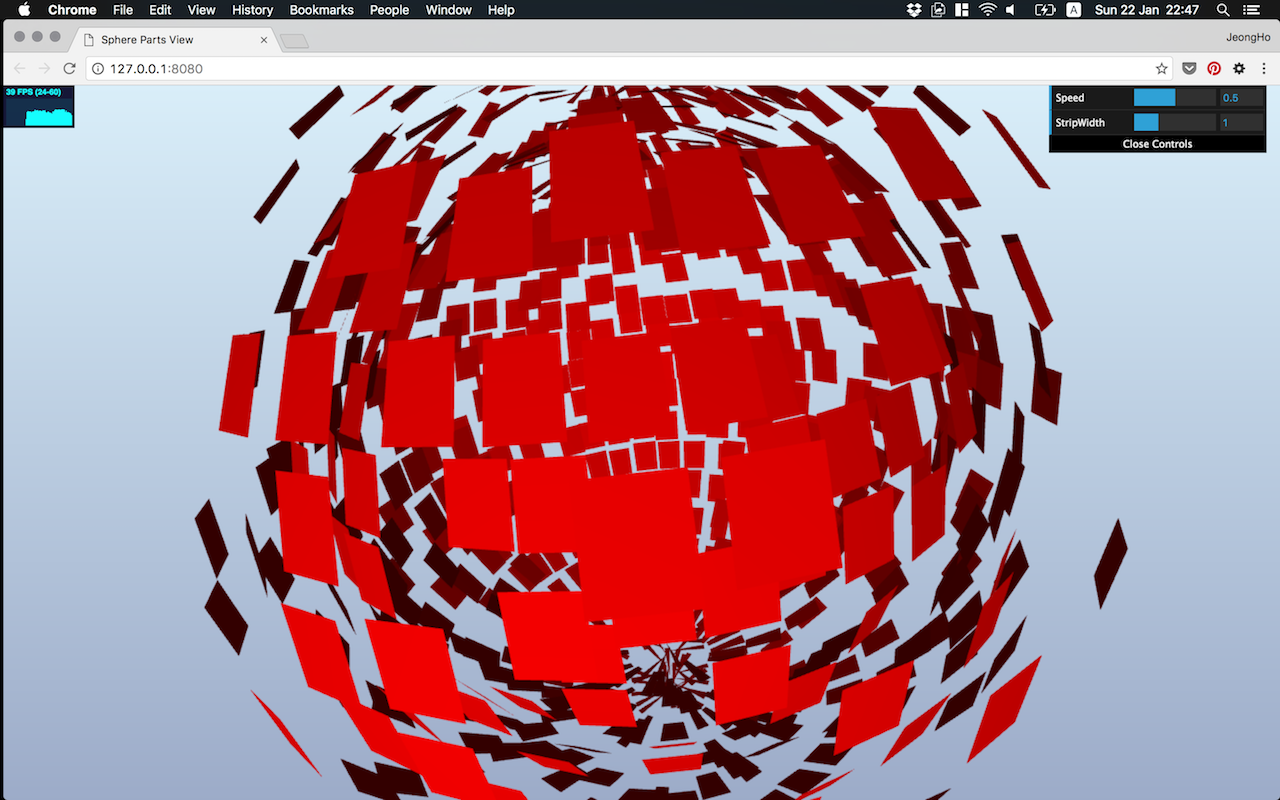 Chrome File Edit View History Bookmarks People Window Help A Sun 22 Jan 22:47
Sphere Parts View JeongHo
127.0.0.1:8080
39 FPS (24-60)
Speed 0.5
StripWidth 1
Close Controls